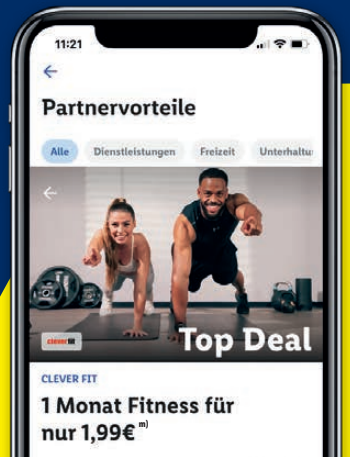 11:21
Partnervorteile
Alle Dienstleistungen Freizeit Unterhaltu
clever fit
Top Deal
CLEVER FIT
1 Monat Fitness für
nur 1,99€ m)